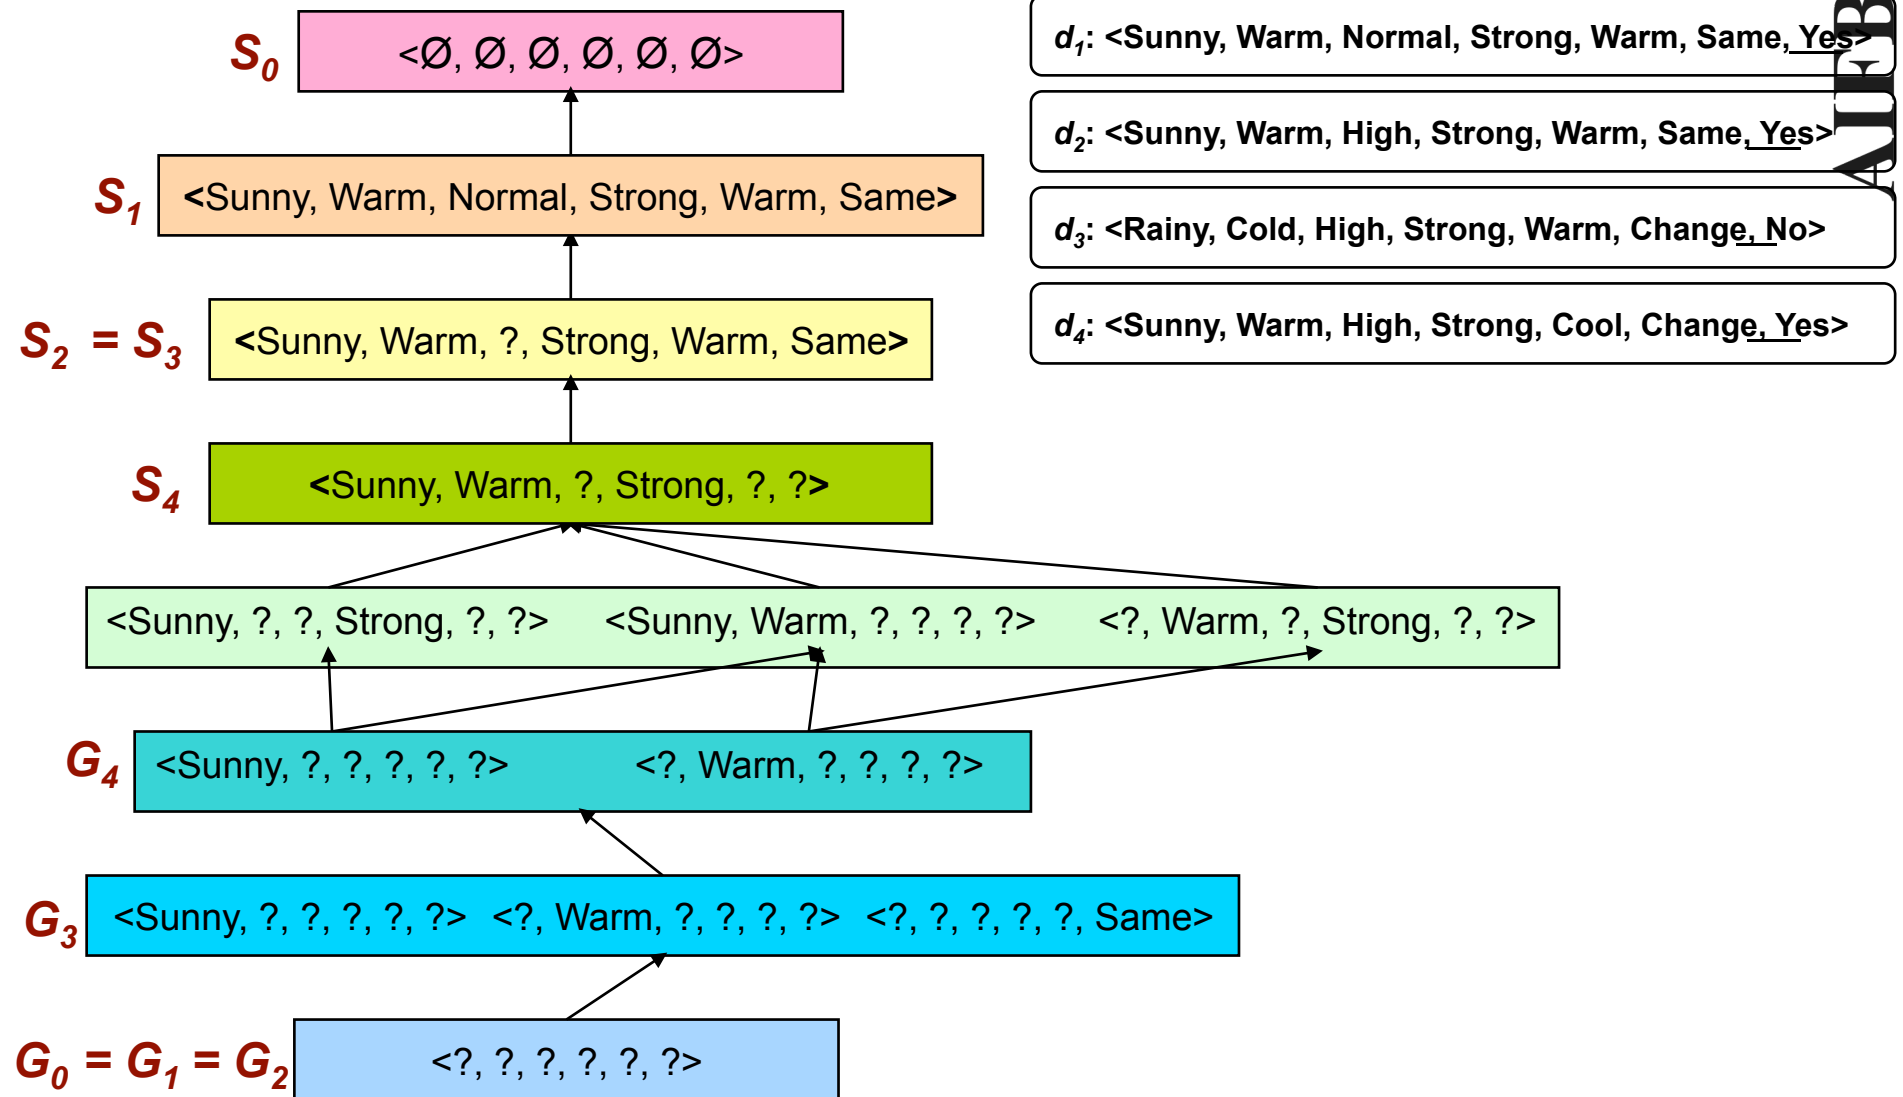 S0 <Ø, Ø, Ø, Ø, Ø, Ø>
S1 <Sunny, Warm, Normal, Strong, Warm, Same>
S2 = S3 <Sunny, Warm, ?, Strong, Warm, Same>
S4 <Sunny, Warm, ?, Strong, ?, ?>
<Sunny, ?, ?, Strong, ?, ?> <Sunny, Warm, ?, ?, ?, ?> <?, Warm, ?, Strong, ?, ?>
G4 <Sunny, ?, ?, ?, ?, ?> <?, Warm, ?, ?, ?, ?>
G3 <Sunny, ?, ?, ?, ?, ?> <?, Warm, ?, ?, ?, ?> <?, ?, ?, ?, ?, Same>
G0 = G1 = G2 <?, ?, ?, ?, ?, ?>
d1: <Sunny, Warm, Normal, Strong, Warm, Same, Yes>
d2: <Sunny, Warm, High, Strong, Warm, Same, Yes>
d3: <Rainy, Cold, High, Strong, Warm, Change, No>
d4: <Sunny, Warm, High, Strong, Cool, Change, Yes>